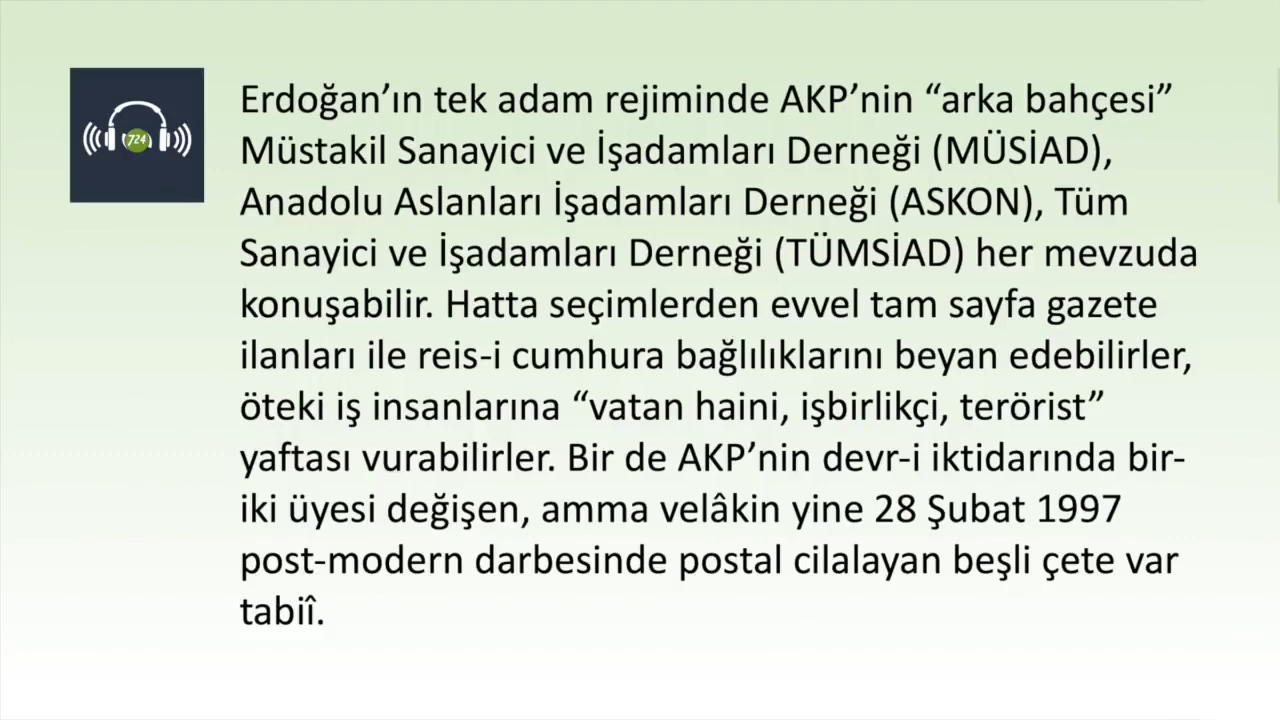 724
Erdoğan’ın tek adam rejiminde AKP’nin “arka bahçesi”
Müstakil Sanayici ve İşadamları Derneği (MÜSİAD),
Anadolu Aslanları İşadamları Derneği (ASKON), Tüm
Sanayici ve İşadamları Derneği (TÜMSİAD) her mevzuda
konuşabilir. Hatta seçimlerden evvel tam sayfa gazete
ilanları ile reis-i cumhura bağlılıklarını beyan edebilirler,
öteki iş insanlarına “vatan haini, işbirlikçi, terörist”
yaftası vurabilirler. Bir de AKP’nin devr-i iktidarında bir-
iki üyesi değişen, amma velâkin yine 28 Şubat 1997
post-modern darbesinde postal cilalayan beşli çete var
tabiî.